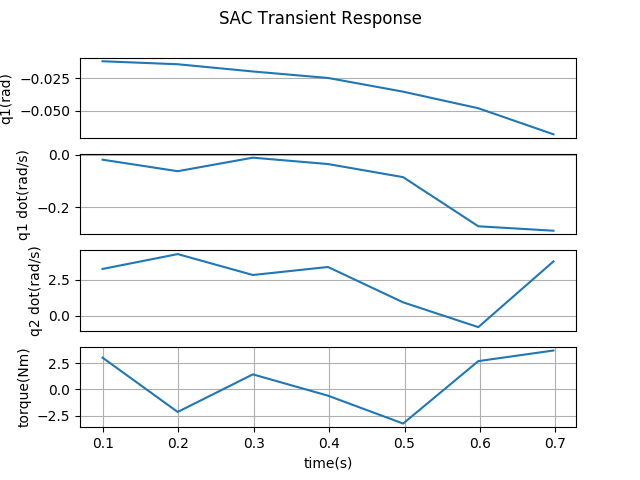 SAC Transient Response
q1(rad)
−0.025
−0.050
q1 dot(rad/s)
0.0
−0.2
q2 dot(rad/s)
2.5
0.0
torque(Nm)
2.5
0.0
−2.5
0.1 0.2 0.3 0.4 0.5 0.6 0.7
time(s)